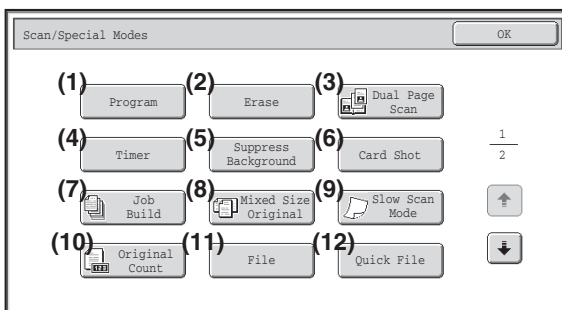 Scan/Special Modes
OK
(1) Program
(2) Erase
(3) Dual Page
Scan
(4) Timer
(5) Suppress
Background
(6) Card Shot
1
2
(7) Job
Build
(8) Mixed Size
Original
(9) Slow Scan
Mode
(10) Original
Count
123
(11) File
(12) Quick File